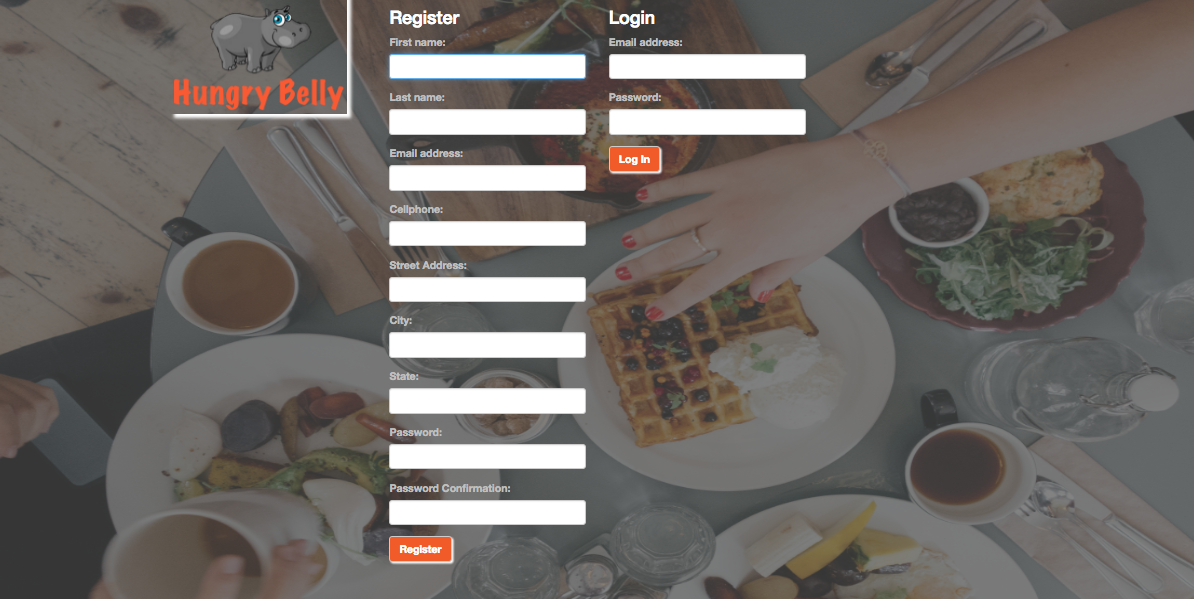 Hungry Belly
Register
First name:
Last name:
Email address:
Cellphone:
Street Address:
City:
State:
Password:
Password Confirmation:
Register
Login
Email address:
Password:
Log In